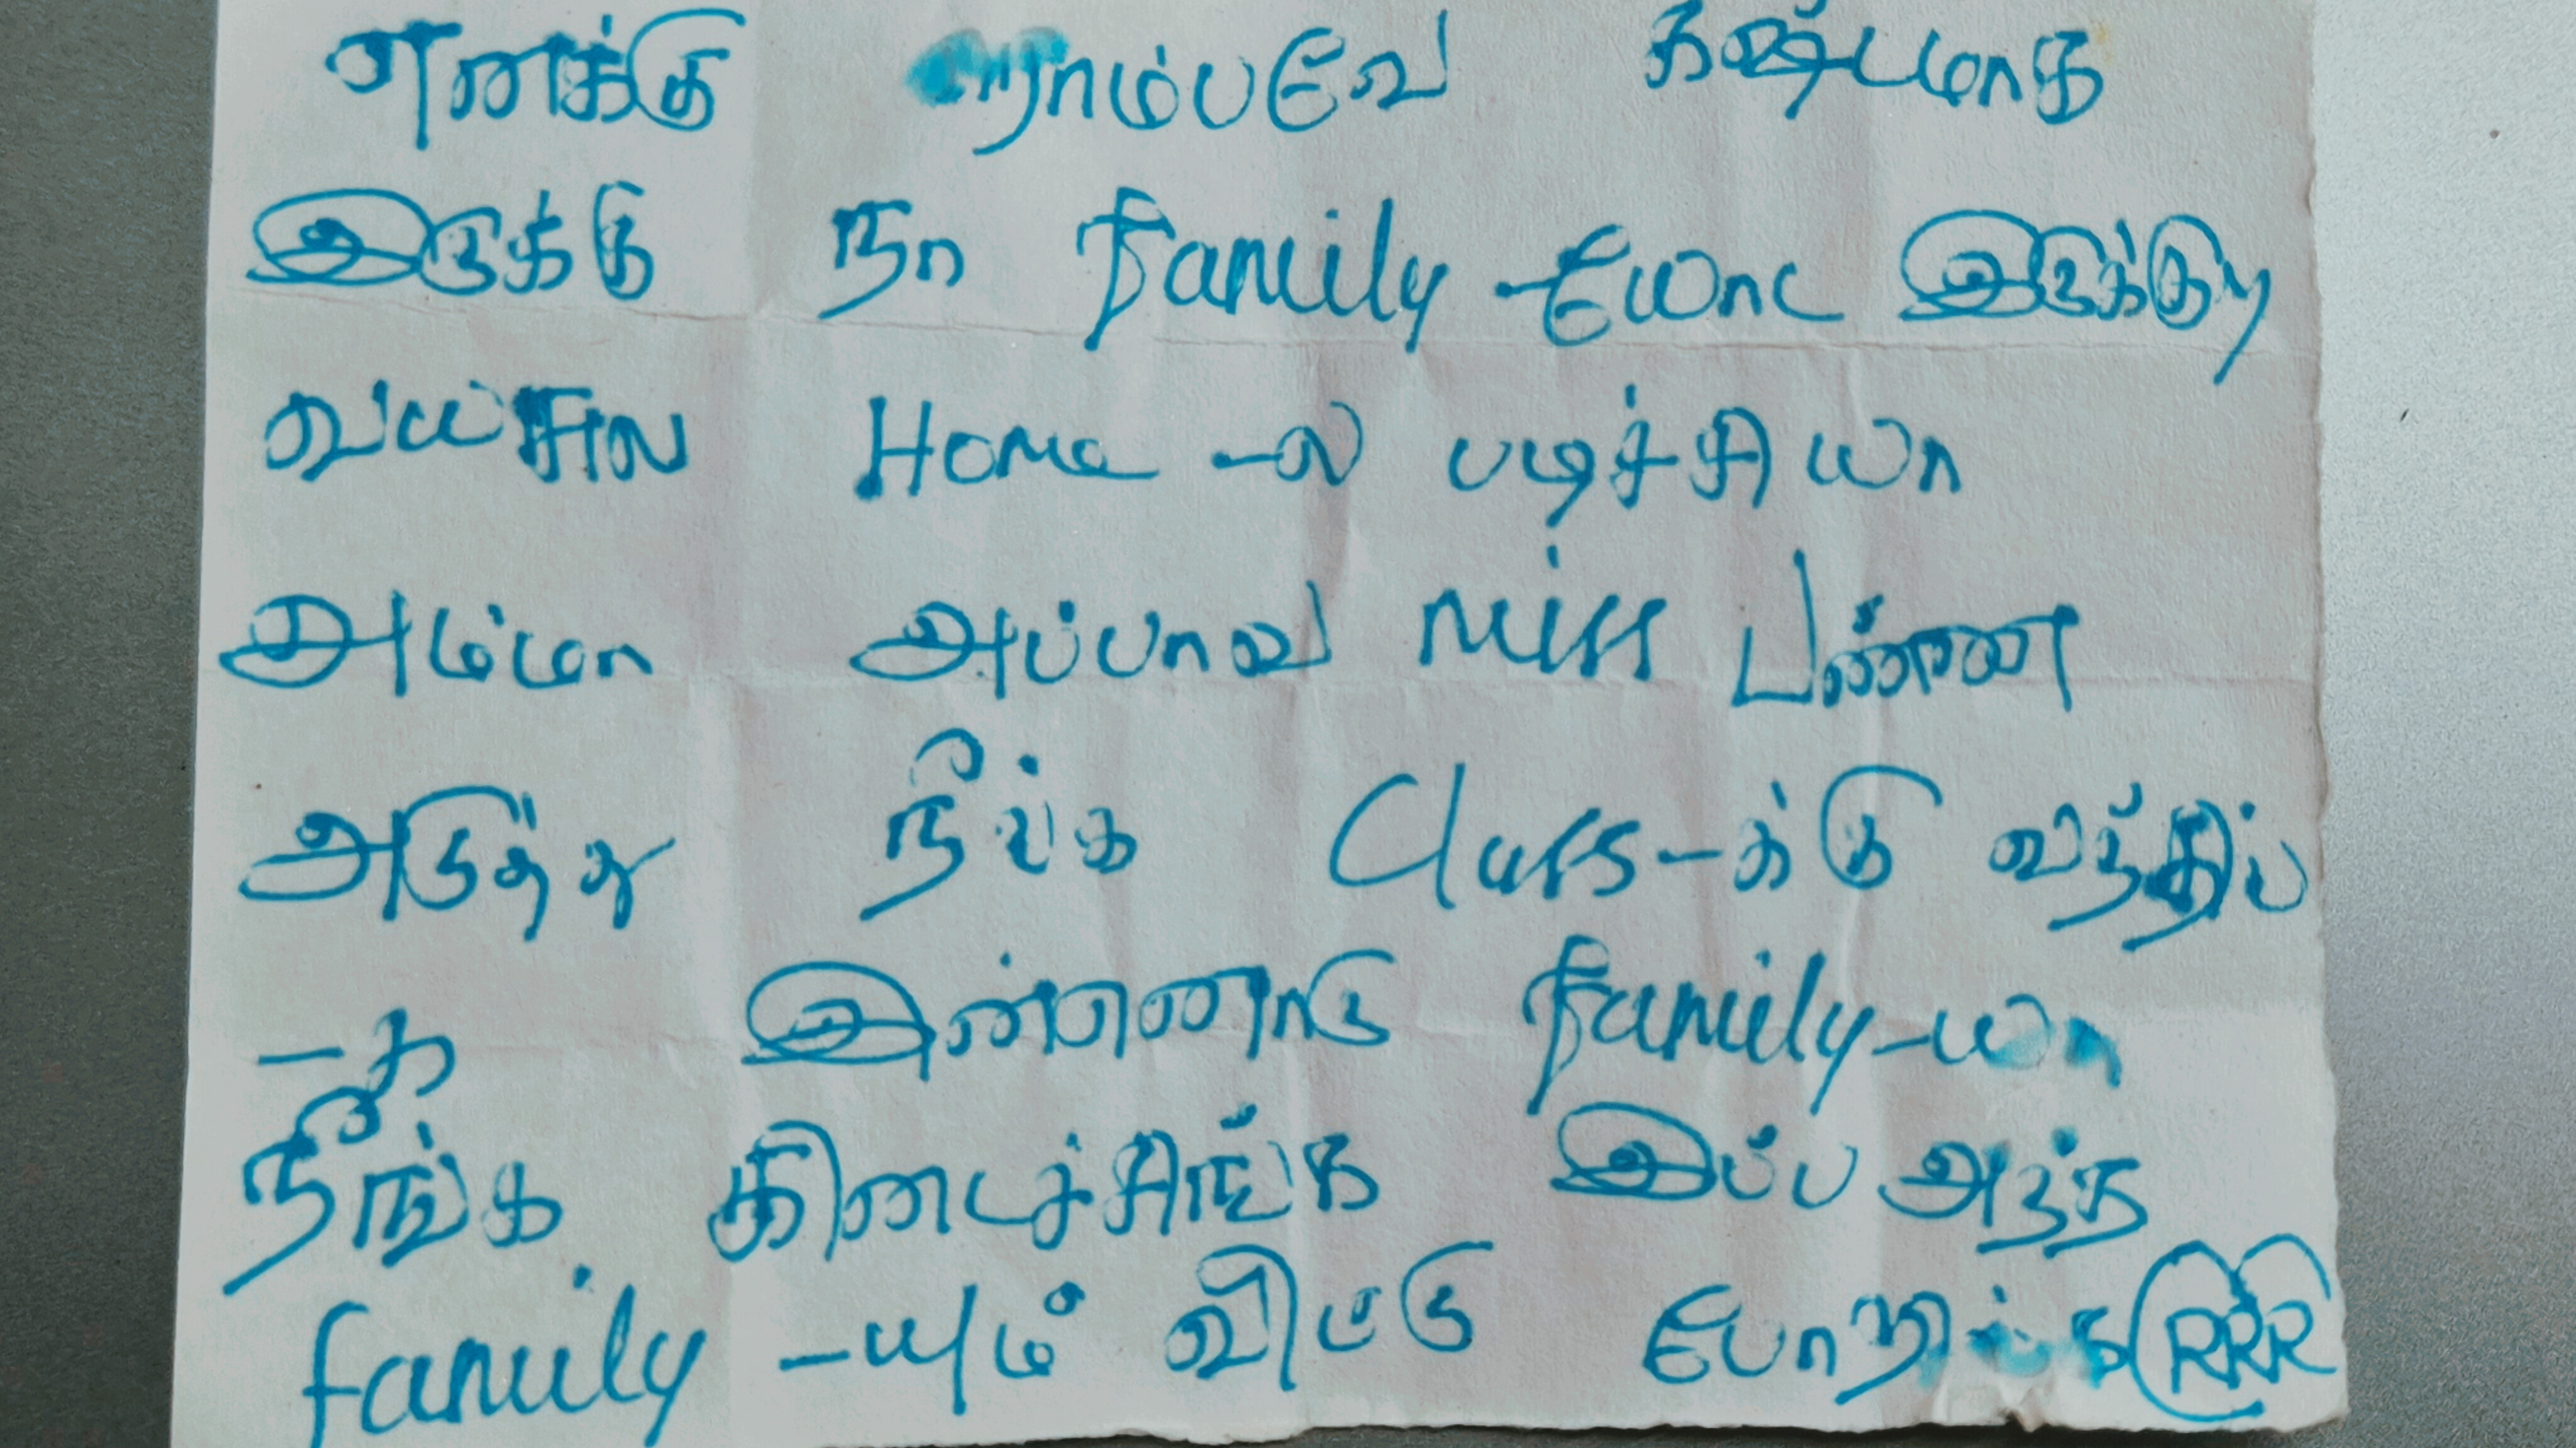 எனக்கு ராம்பவே கஷ்டமாக
இருக்கு நா family -யோட இருக்குற
வயசுல Home -ல படிச்சியா
அம்மா அப்பாவ miss பண்ண
அடுத்து நீங்க Class-க்கு வந்திப்ப
-த இன்னொரு family-யா
நீங்க கிடைச்சிங்க இப்ப அந்த
family -யும் விட்டு போறிங்க RRR